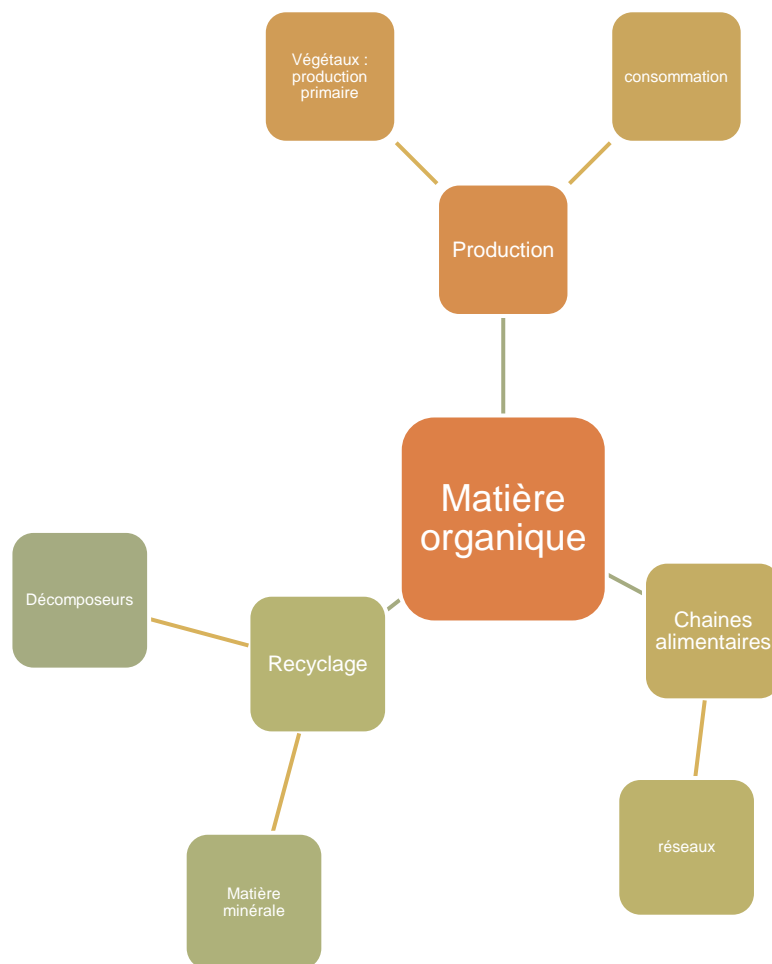 Végétaux :
production
primaire
consommation
Production
Matière
organique
Chaines
alimentaires
Décomposeurs
Recyclage
réseaux
Matière
minérale